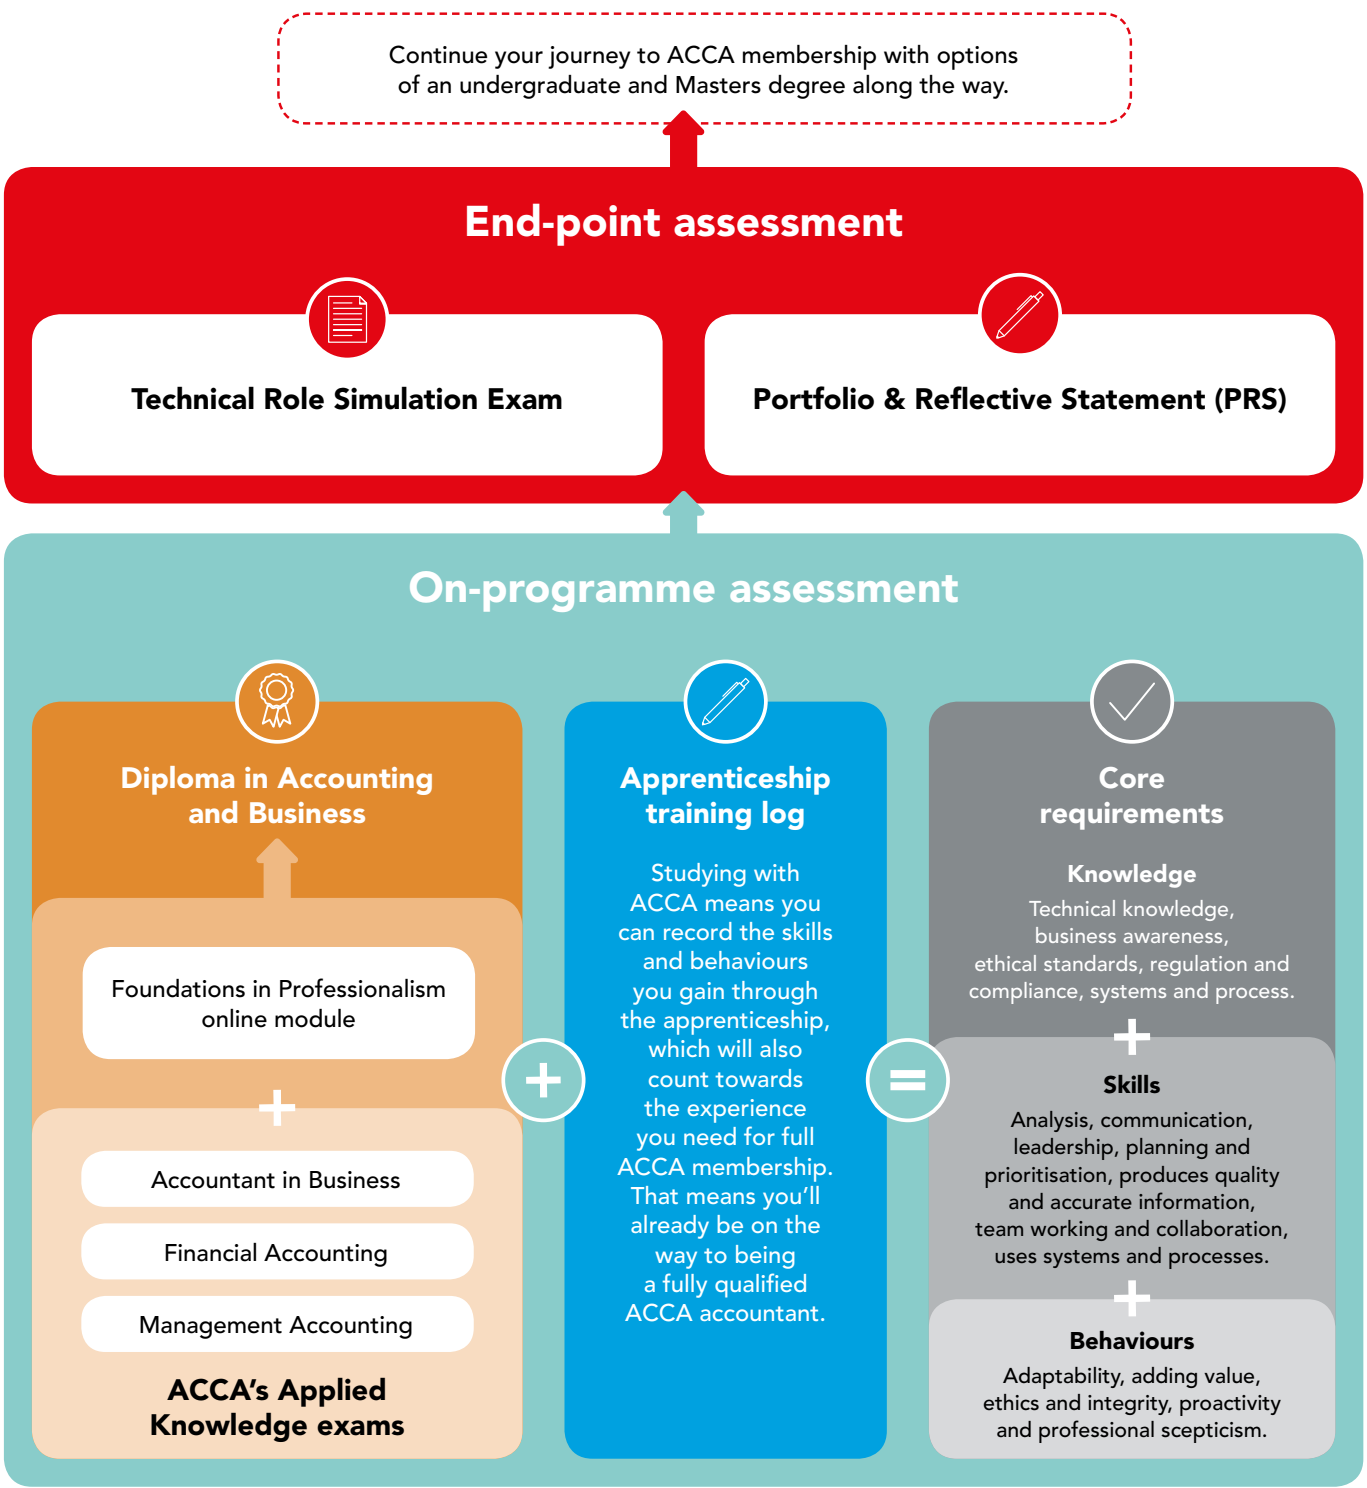 Continue your journey to ACCA membership with options
of an undergraduate and Masters degree along the way.
End-point assessment
Technical Role Simulation Exam
Portfolio & Reflective Statement (PRS)
On-programme assessment
Diploma in Accounting
and Business
Foundations in Professionalism
online module
+
Accountant in Business
Financial Accounting
Management Accounting
ACCA’s Applied
Knowledge exams
+
Apprenticeship
training log
Studying with
ACCA means you
can record the skills
and behaviours
you gain through
the apprenticeship,
which will also
count towards
the experience
you need for full
ACCA membership.
That means you’ll
already be on the
way to being
a fully qualified
ACCA accountant.
=
Core
requirements
Knowledge
Technical knowledge,
business awareness,
ethical standards, regulation and
compliance, systems and process.
+
Skills
Analysis, communication,
leadership, planning and
prioritisation, produces quality
and accurate information,
team working and collaboration,
uses systems and processes.
+
Behaviours
Adaptability, adding value,
ethics and integrity, proactivity
and professional scepticism.